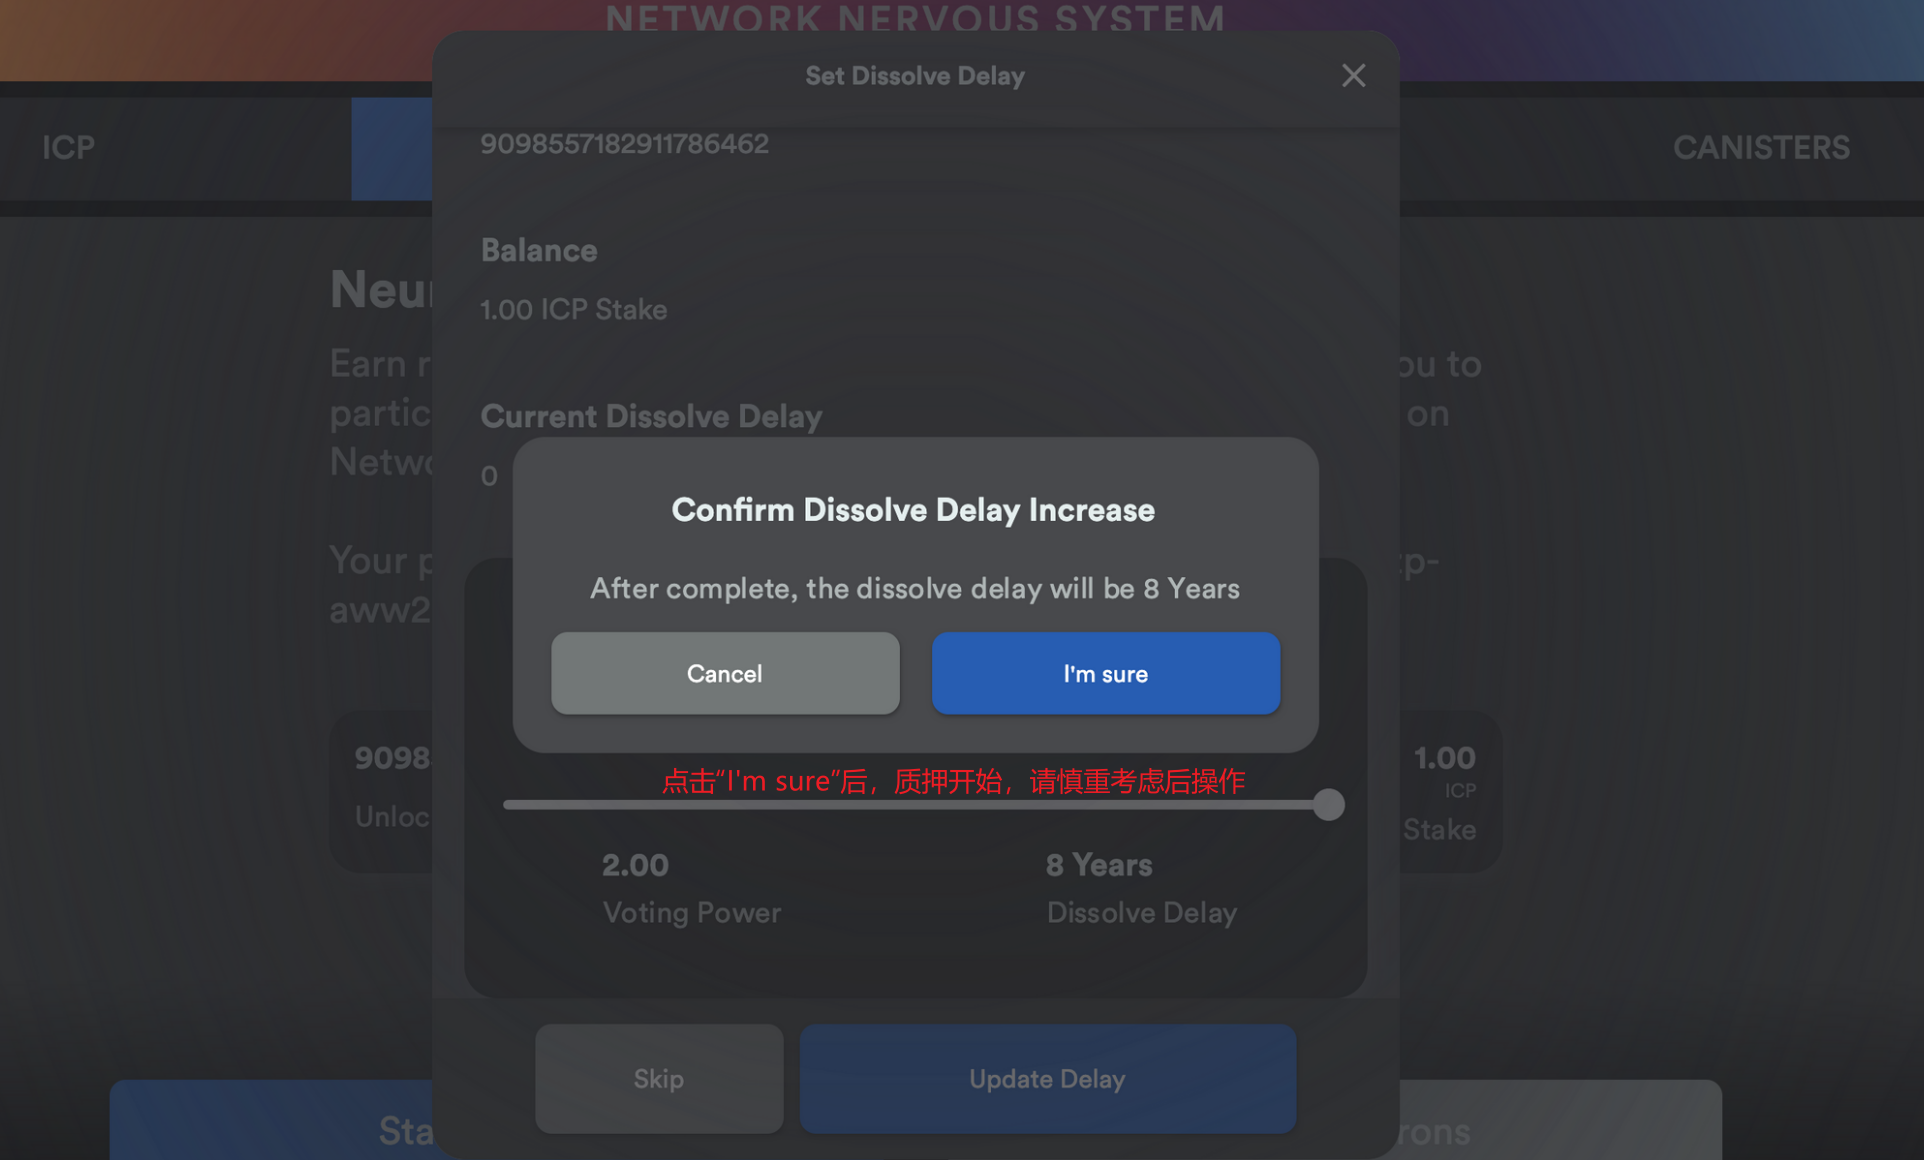 NETWORK NERVOUS SYSTEM
Set Dissolve Delay
ICP
CANISTERS
9098557182911786462
Balance
1.00 ICP Stake
Current Dissolve Delay
0
Earn
ou to
partic
on
Netwo
Confirm Dissolve Delay Increase
After complete, the dissolve delay will be 8 Years
Cancel
I'm sure
Your p
aww2
9098
Unloc
1.00
ICP
Stake
点击“I'm sure”后，质押开始，请慎重考虑后操作
2.00
8 Years
Voting Power
Dissolve Delay
Skip
Update Delay
Sta
rons